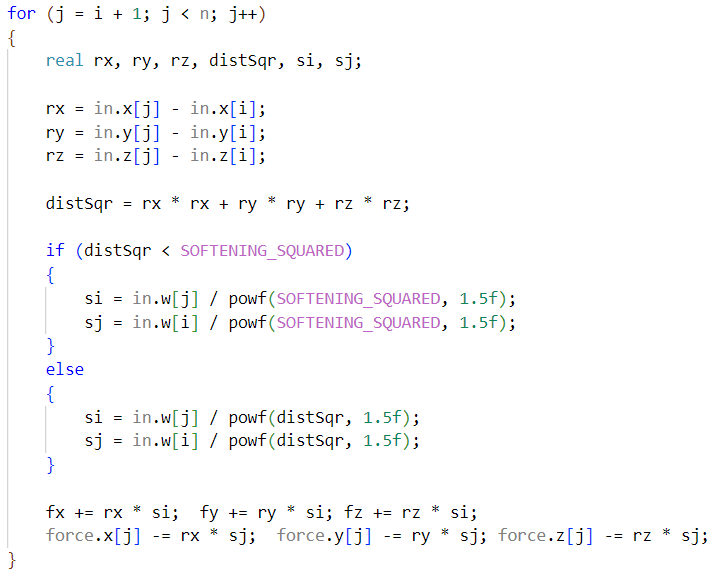 for (j = i + 1; j < n; j++)
{
    real rx, ry, rz, distSqr, si, sj;

    rx = in.x[j] - in.x[i];
    ry = in.y[j] - in.y[i];
    rz = in.z[j] - in.z[i];

    distSqr = rx * rx + ry * ry + rz * rz;

    if (distSqr < SOFTENING_SQUARED)
    {
        si = in.w[j] / powf(SOFTENING_SQUARED, 1.5f);
        sj = in.w[i] / powf(SOFTENING_SQUARED, 1.5f);
    }
    else
    {
        si = in.w[j] / powf(distSqr, 1.5f);
        sj = in.w[i] / powf(distSqr, 1.5f);
    }

    fx += rx * si;  fy += ry * si; fz += rz * si;
    force.x[j] -= rx * sj;  force.y[j] -= ry * sj; force.z[j] -= rz * sj;
}